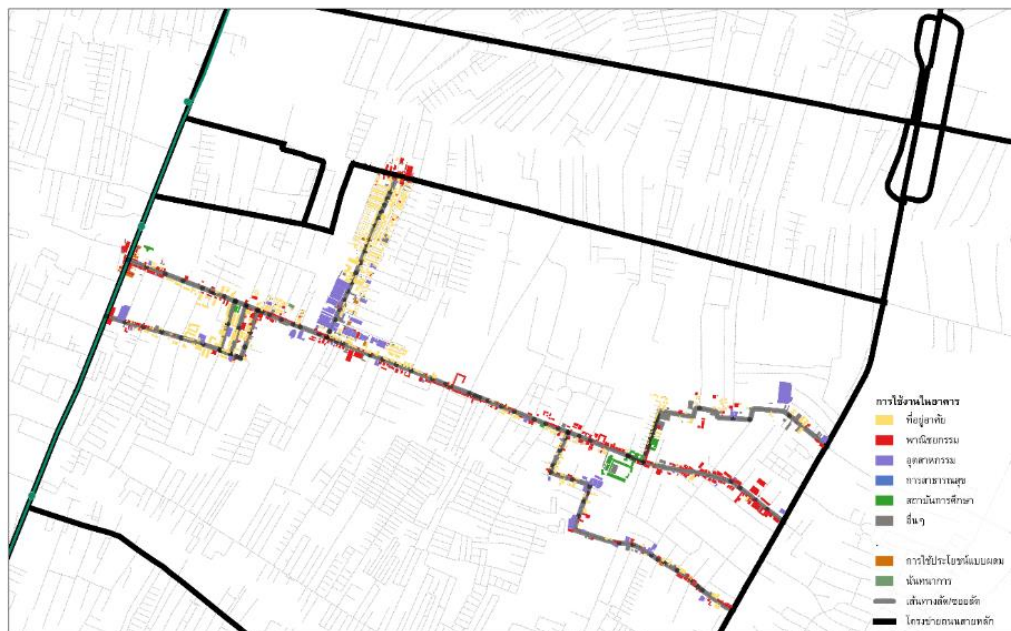 การใช้งานในอาคาร
ที่อยู่อาศัย
พาณิชยกรรม
อุตสาหกรรม
การสาธารณสุข
สถาบันการศึกษา
อื่นๆ
-
การใช้ประโยชน์แบบผสม
นันทนาการ
เส้นทางลัด/ซอยลัด
โครงข่ายถนนสายหลัก